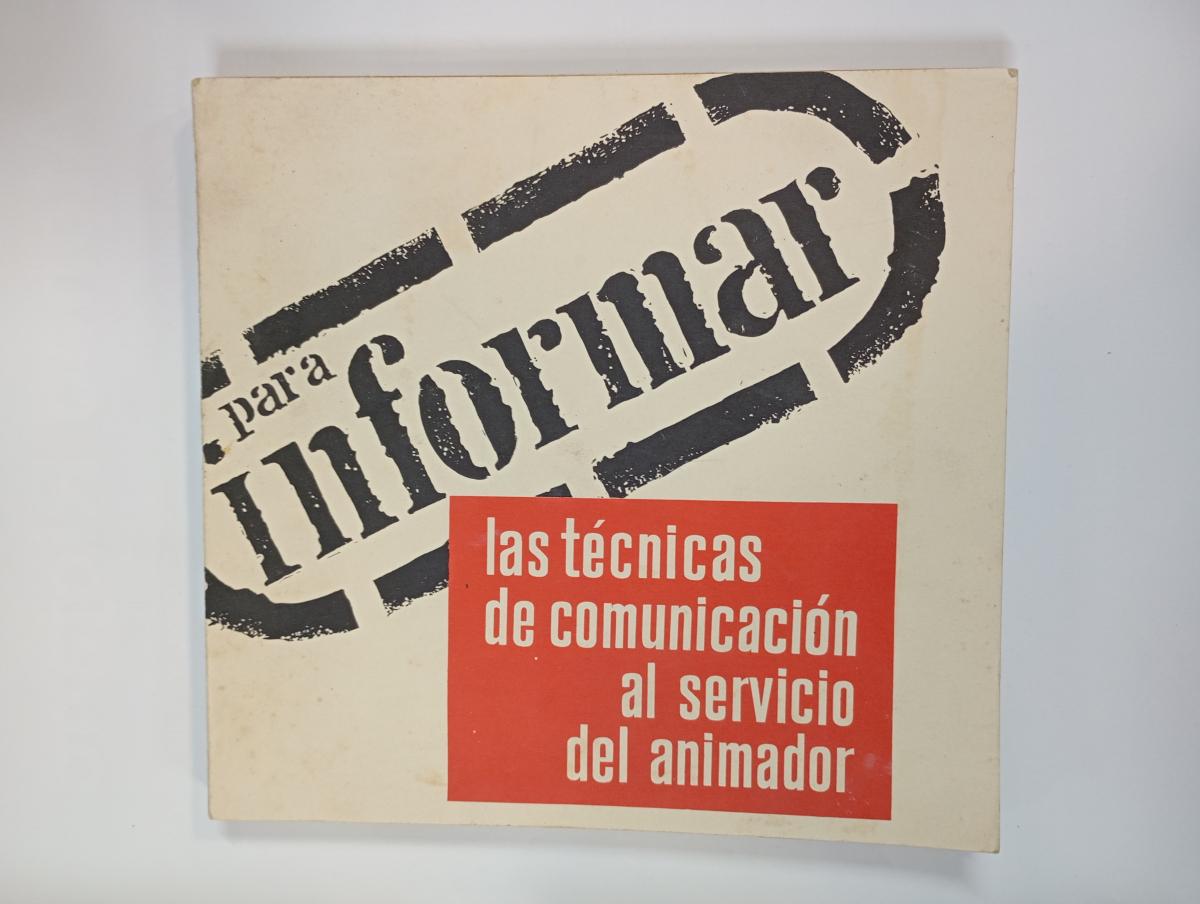 para
informar
las técnicas
de comunicación
al servicio
del animador